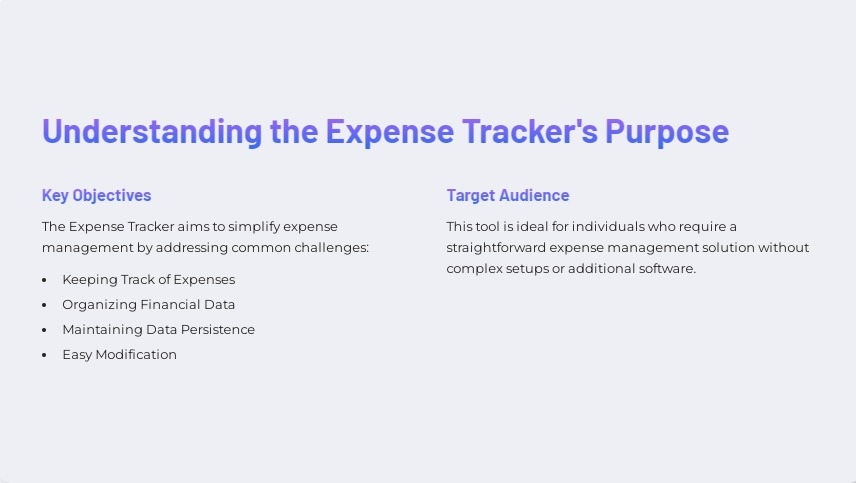 Understanding the Expense Tracker's Purpose
Key Objectives
The Expense Tracker aims to simplify expense
management by addressing common challenges:
• Keeping Track of Expenses
• Organizing Financial Data
• Maintaining Data Persistence
• Easy Modification
Target Audience
This tool is ideal for individuals who require a
straightforward expense management solution without
complex setups or additional software.